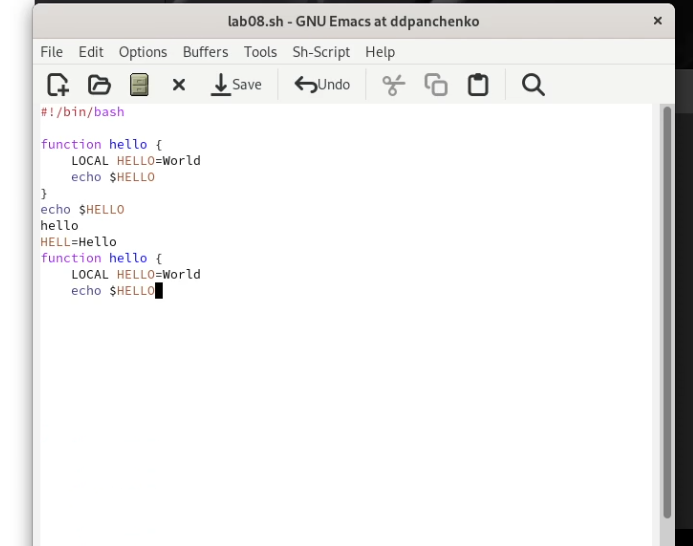 lab08.sh - GNU Emacs at ddpanchenko
File Edit Options Buffers Tools Sh-Script Help
Save Undo
#!/bin/bash
function hello {
    LOCAL HELLO=World
    echo $HELLO
}
echo $HELLO
hello
HELL=Hello
function hello {
    LOCAL HELLO=World
    echo $HELLO